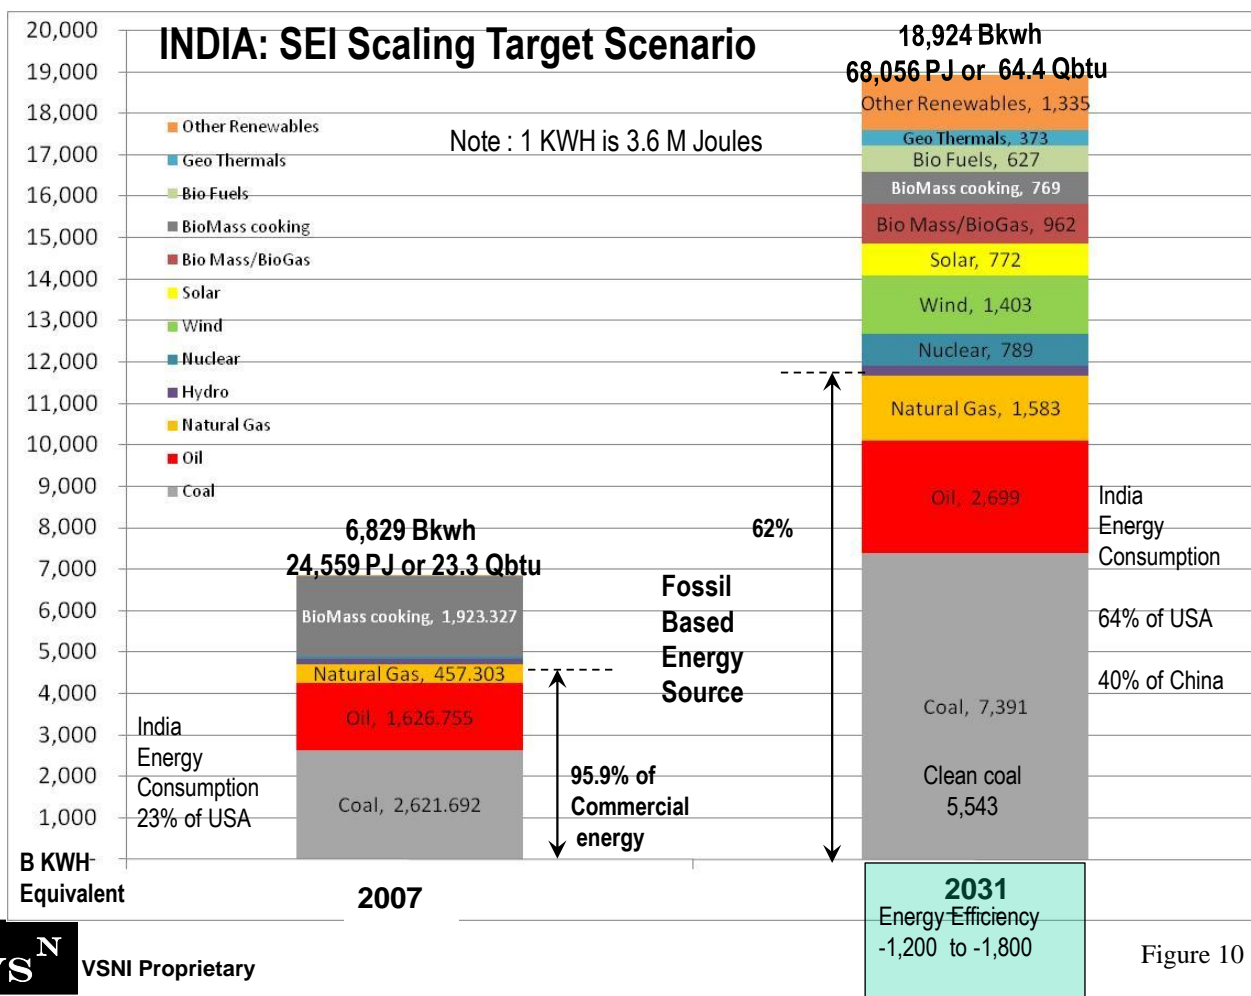 INDIA: SEI Scaling Target Scenario
18,924 Bkwh
68,056 PJ or 64.4 Qbtu
Note : 1 KWH is 3.6 M Joules
20,000
19,000
18,000
17,000
16,000
15,000
14,000
13,000
12,000
11,000
10,000
9,000
8,000
7,000
6,000
5,000
4,000
3,000
2,000
1,000
-
B KWH
Equivalent
Other Renewables
Geo Thermals
Bio Fuels
BioMass cooking
Bio Mass/BioGas
Solar
Wind
Nuclear
Hydro
Natural Gas
Oil
Coal
6,829 Bkwh
24,559 PJ or 23.3 Qbtu
BioMass cooking, 1,923.327
Natural Gas, 457.303
Oil, 1,626.755
Coal, 2,621.692
India
Energy
Consumption
23% of USA
95.9% of
Commercial
energy
Fossil
Based
Energy
Source
62%
Other Renewables, 1,335
Geo Thermals, 373
Bio Fuels, 627
BioMass cooking, 769
Bio Mass/BioGas, 962
Solar, 772
Wind, 1,403
Nuclear, 789
Natural Gas, 1,583
Oil, 2,699
Coal, 7,391
Clean coal
5,543
India
Energy
Consumption
64% of USA
40% of China
2007
2031
Energy Efficiency
-1,200 to -1,800
VSN
VSNI Proprietary
Figure 10